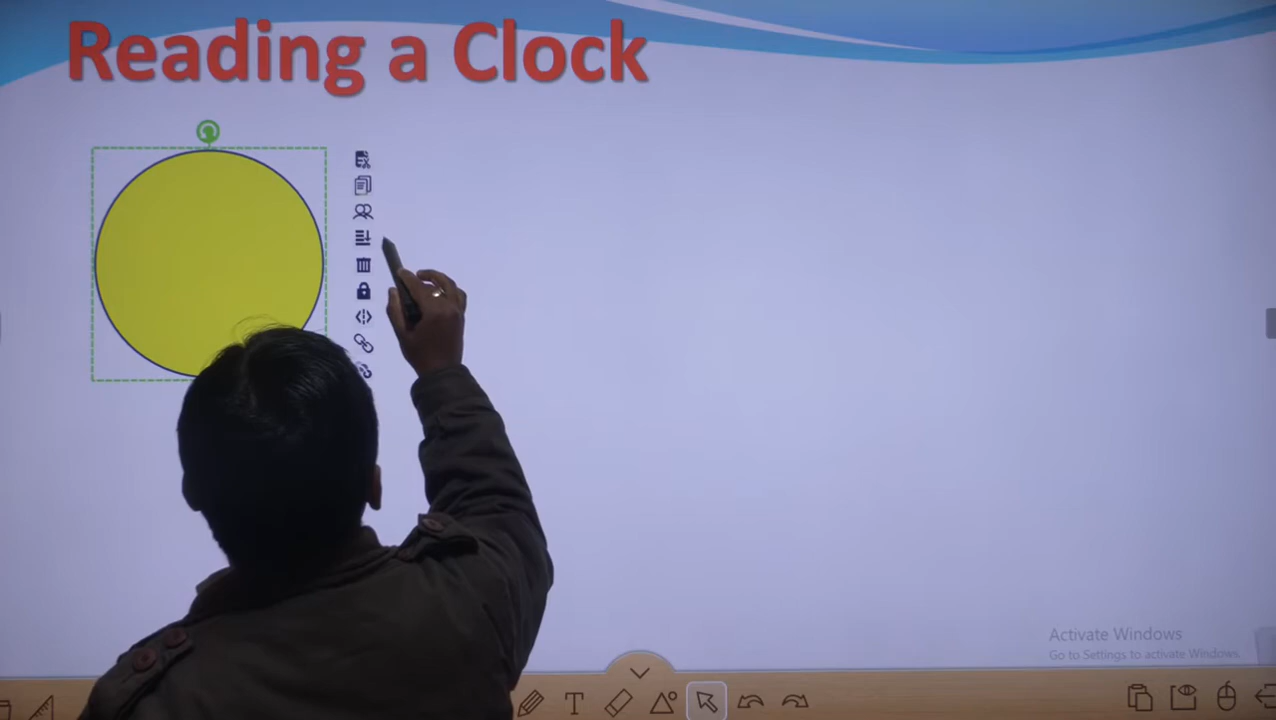 Reading a Clock
Activate Windows
Go to Settings to activate Windows.
T